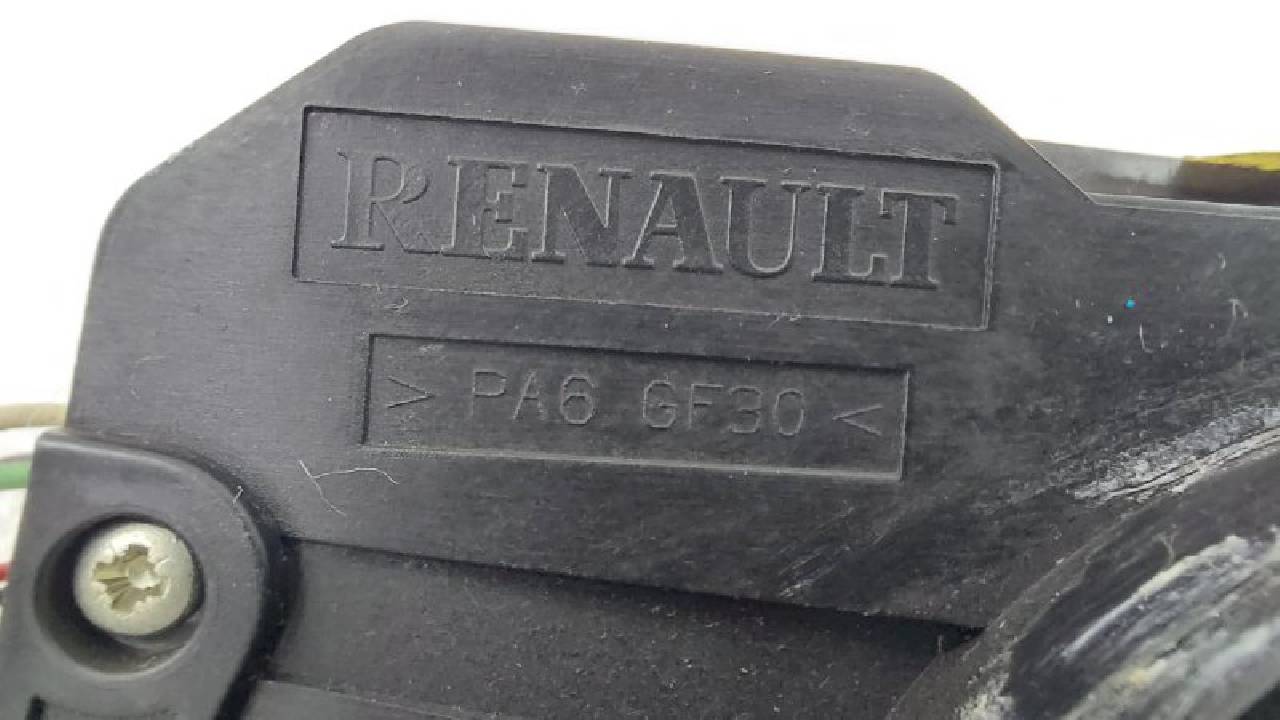 RENAULT
> PA6 GF30 <